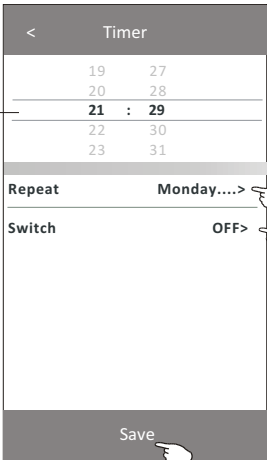 < Timer
19 27
20 28
21 : 29
22 30
23 31
Repeat Monday....>
Switch OFF>
Save